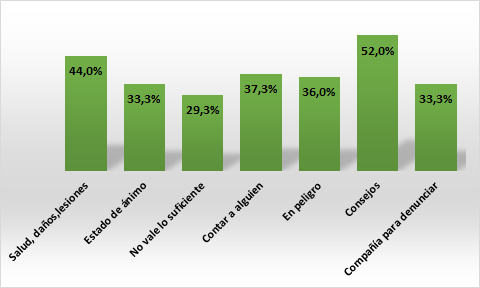 44,0%
33,3%
29,3%
37,3%
36,0%
52,0%
33,3%
Salud, daños,lesiones
Estado de ánimo
No vale lo suficiente
Contar a alguien
En peligro
Consejos
Compañía para denunciar